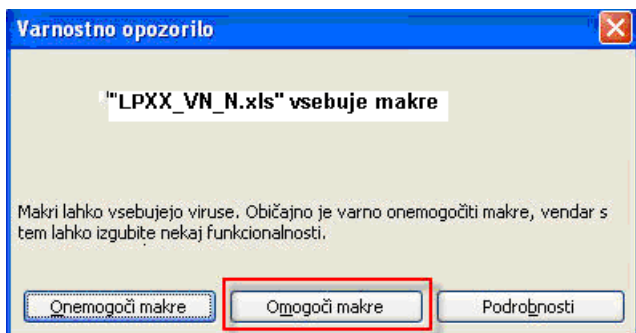 Varnostno opozorilo
"LPXX_VN_N.xls" vsebuje makre
Makri lahko vsebujejo viruse. Običajno je varno onemogočiti makre, vendar s
tem lahko izgubite nekaj funkcionalnosti.
Onemogoči makre
Omogoči makre
Podrobnosti